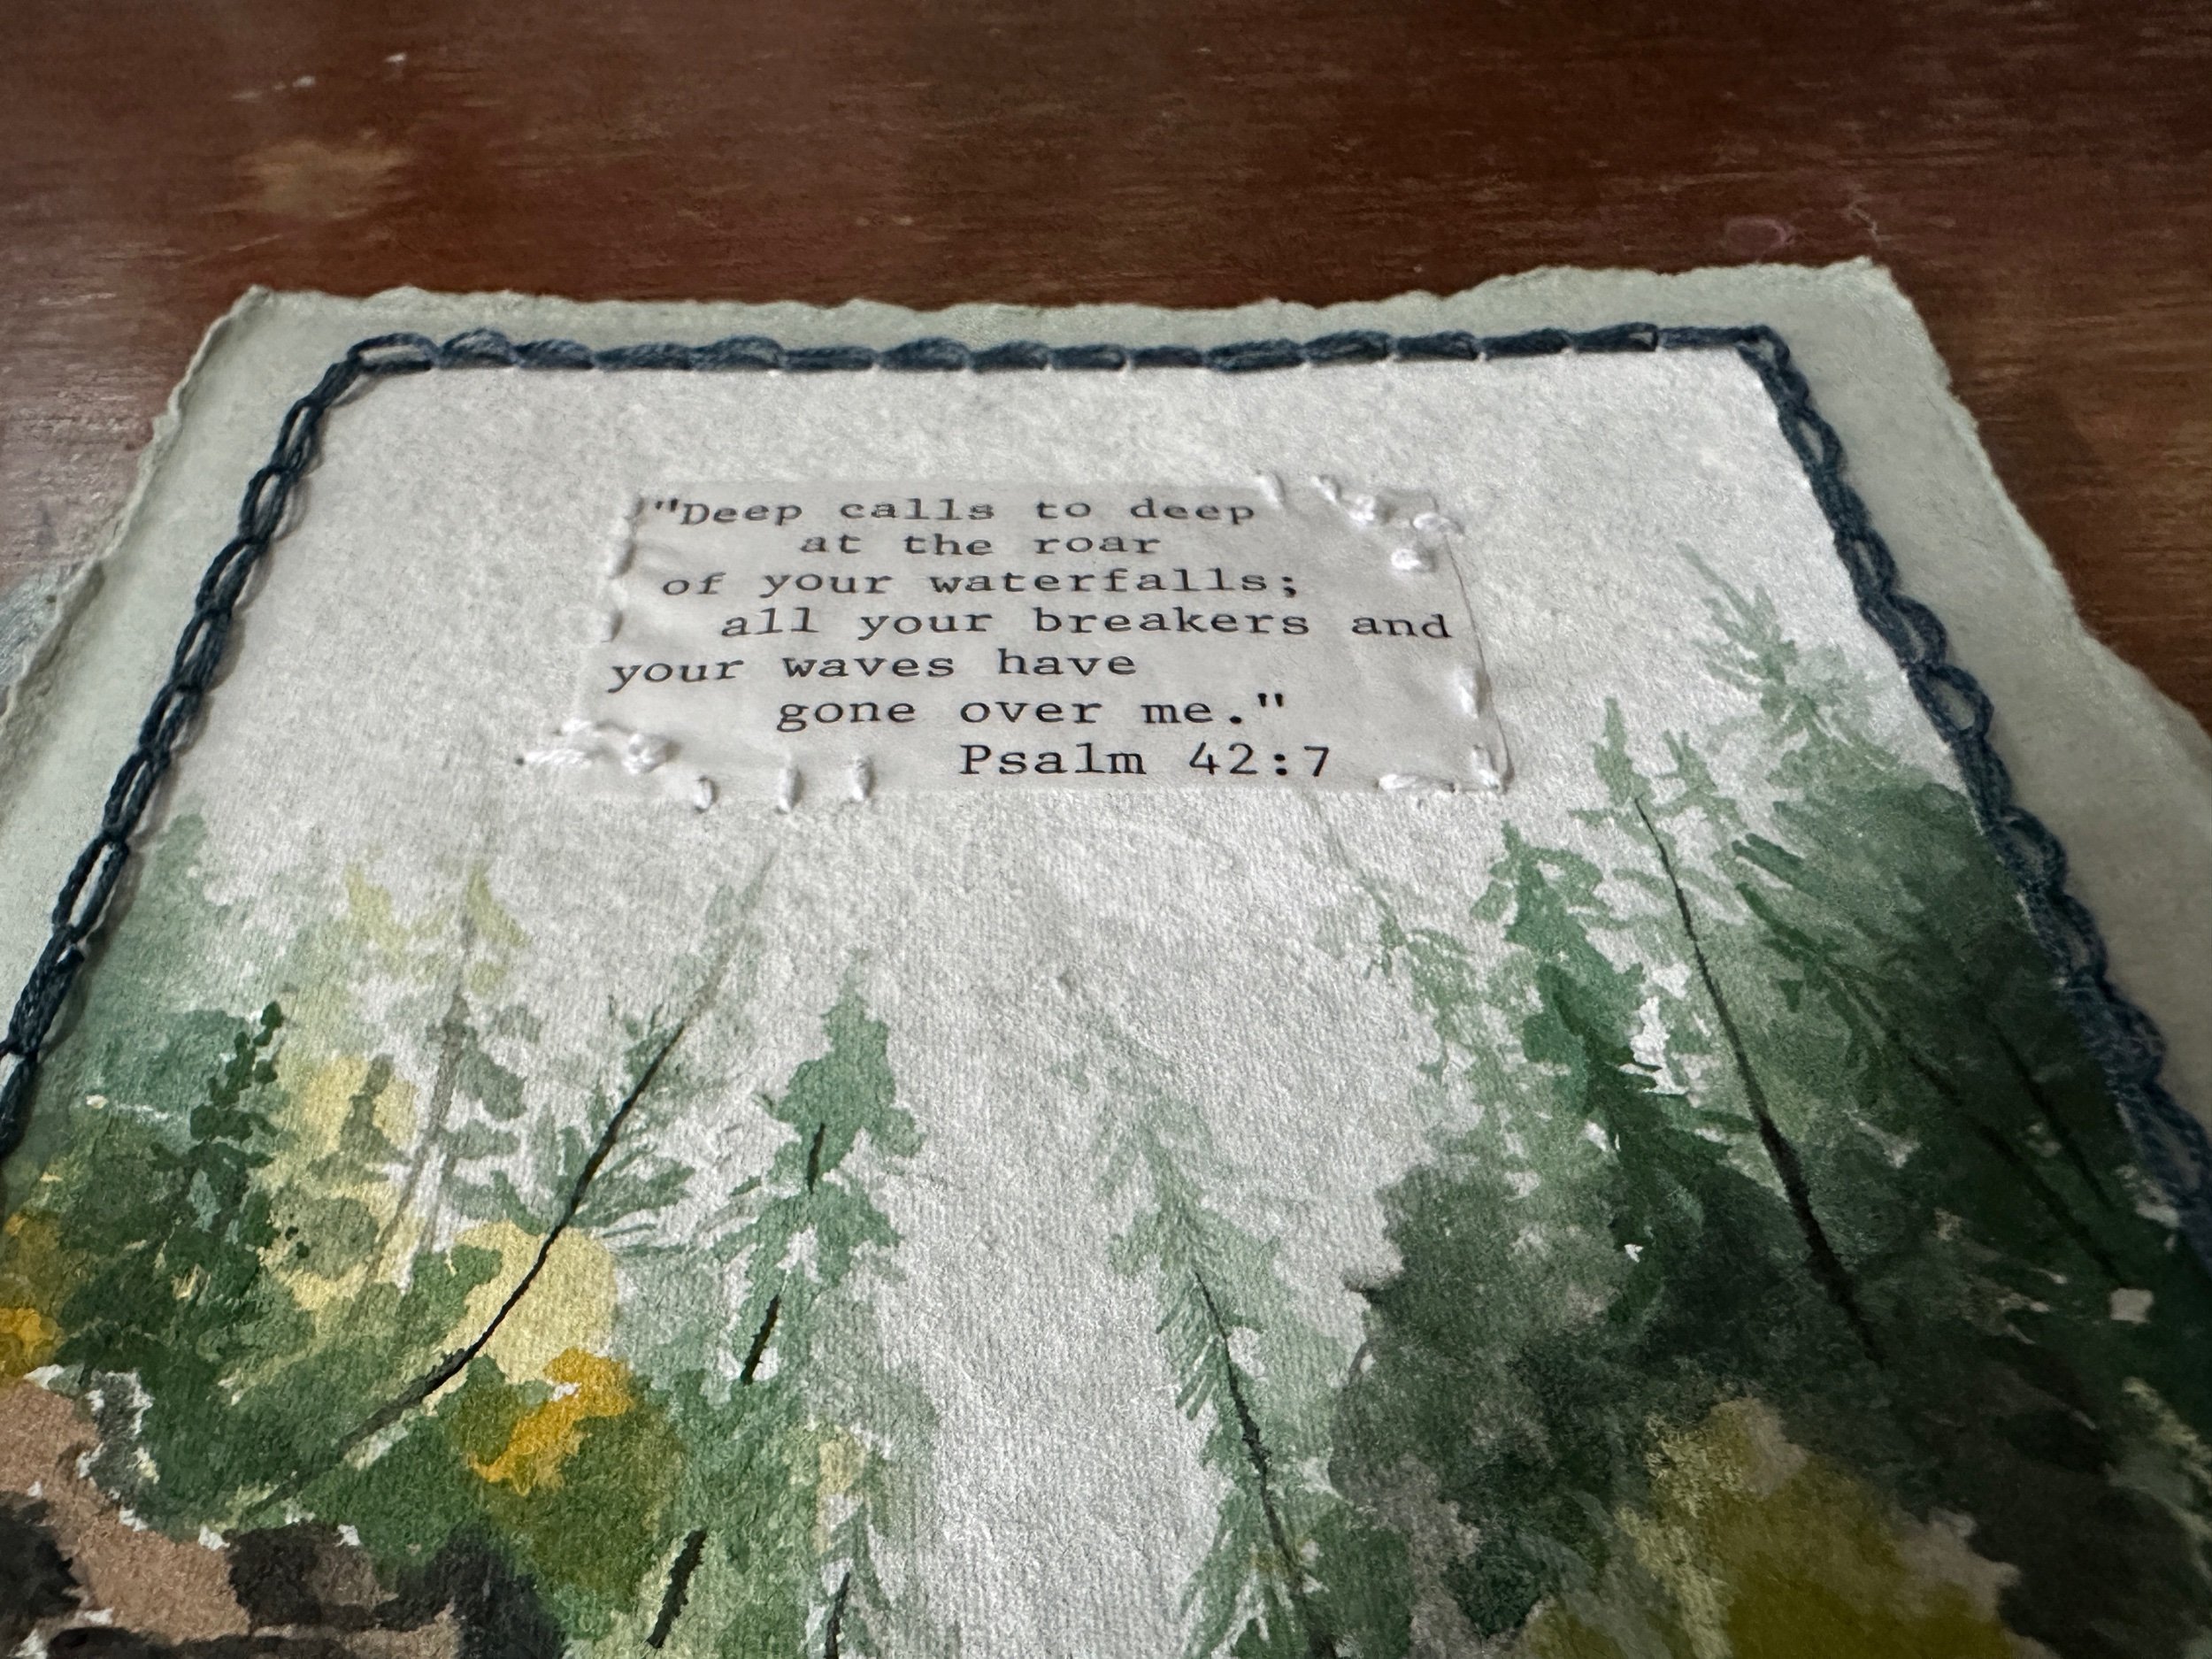 "Deep calls to deep
at the roar
of your waterfalls;
all your breakers and
your waves have
gone over me."
Psalm 42:7